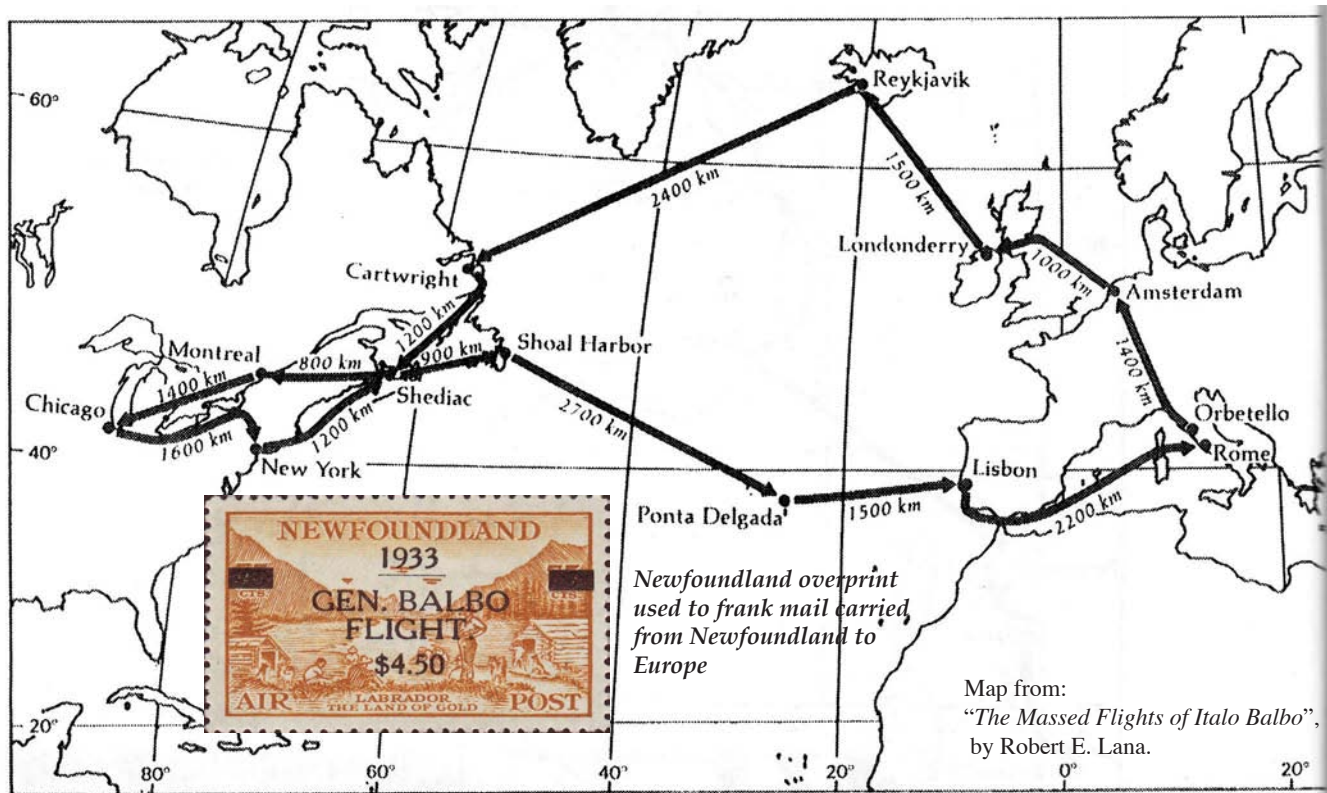 60°
Reykjavik
2400 km
1500 km
Londonderry
1000 km
Amsterdam
Cartwright
1200 km
Shoal Harbor
Montreal
800 km
900 km
1400 km
Shediac
1400 km
Chicago
1600 km
1200 km
2700 km
Orbetello
40°
New York
Lisbon
Rome
Ponta Delgada
1500 km
2200 km
NEWFOUNDLAND
1933
CTS.
CTS.
GEN. BALBO
FLIGHT.
$4.50
AIR
LABRADOR
THE LAND OF GOLD
POST
Newfoundland overprint
used to frank mail carried
from Newfoundland to
Europe
Map from:
"The Massed Flights of Italo Balbo",
by Robert E. Lana.
20°
80°
60°
40°
20°
0°
20°